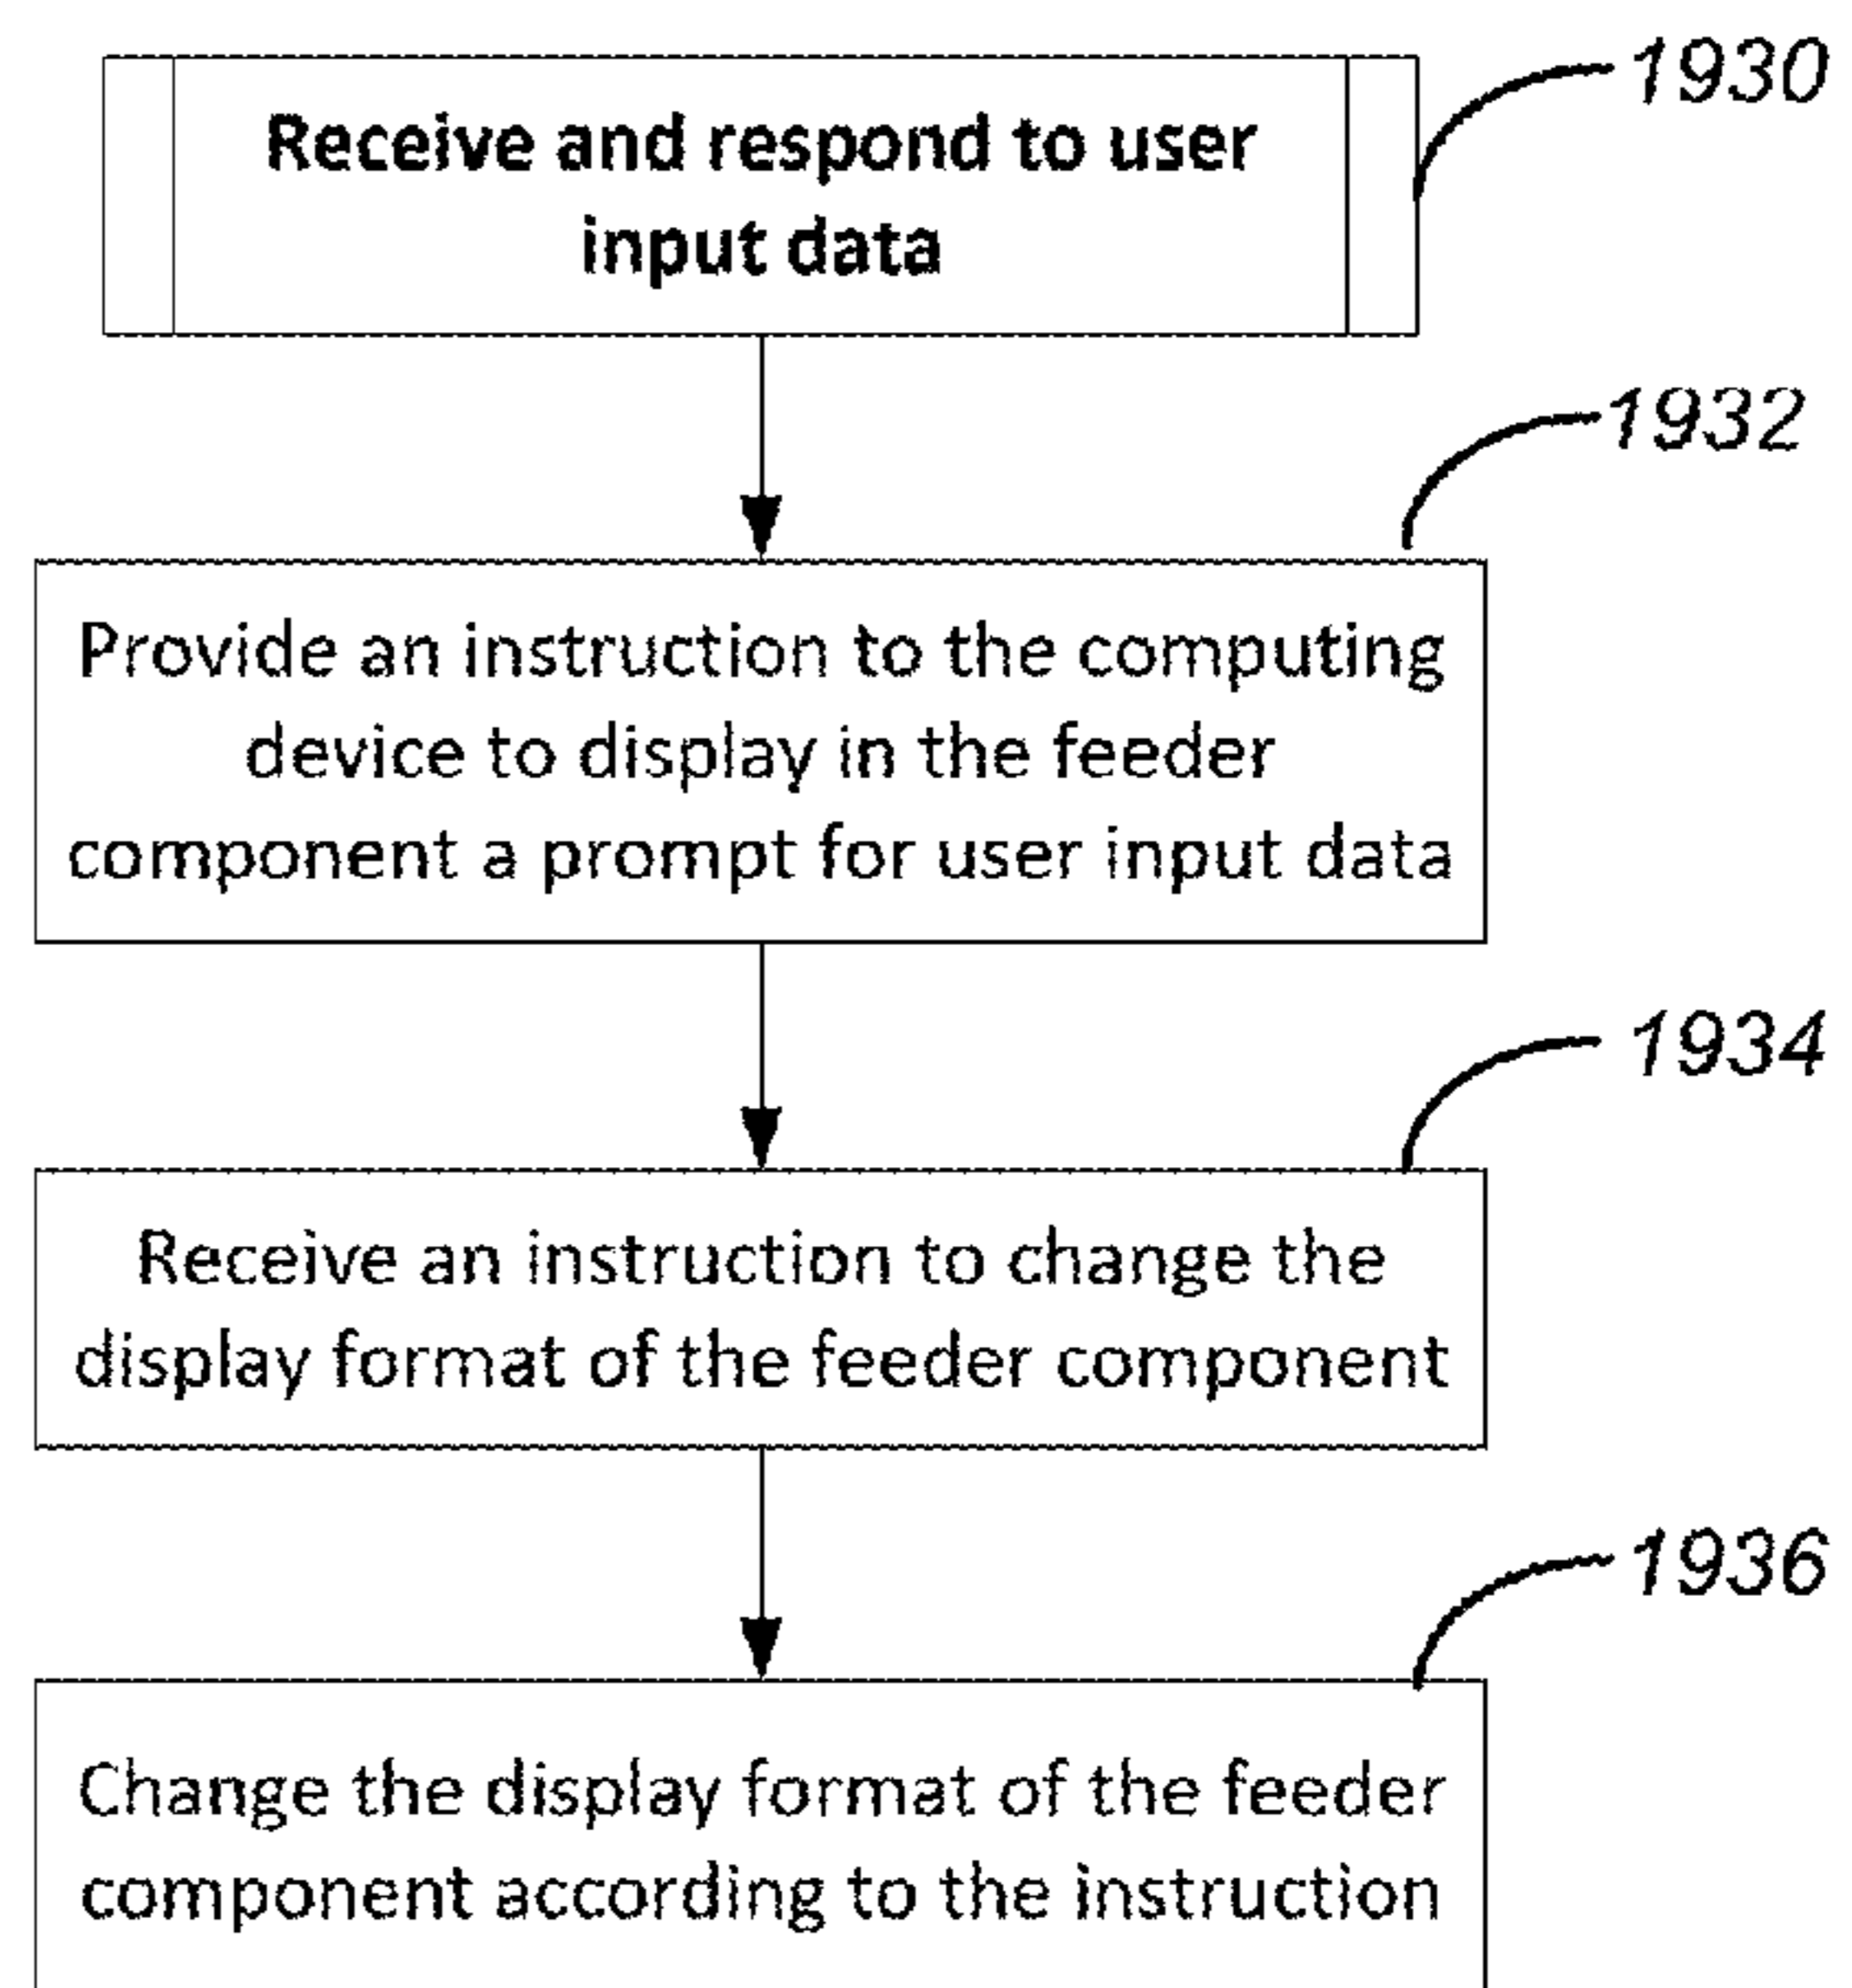 1930
Receive and respond to user
input data
1932
Provide an instruction to the computing
device to display in the feeder
component a prompt for user input data
1934
Receive an instruction to change the
display format of the feeder component
1936
Change the display format of the feeder
component according to the instruction